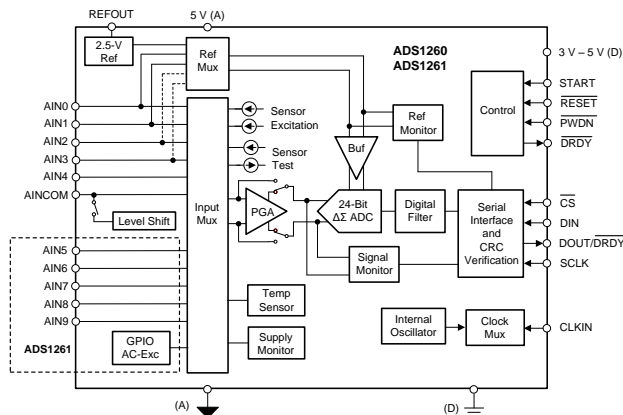 REFOUT
5 V (A)
2.5-V
Ref
Ref
Mux
ADS1260
ADS1261
3 V – 5 V (D)
START
RESET
PWDN
DRDY
Control
AIN0
AIN1
AIN2
AIN3
AIN4
AINCOM
Level Shift
Sensor
Excitation
Sensor
Test
Ref
Monitor
Buf
Input
Mux
PGA
24-Bit
ΔΣ ADC
Digital
Filter
Serial
Interface
and
CRC
Verification
CS
DIN
DOUT/DRDY
SCLK
Signal
Monitor
AIN5
AIN6
AIN7
AIN8
AIN9
ADS1261
GPIO
AC-Exc
Temp
Sensor
Supply
Monitor
Internal
Oscillator
Clock
Mux
CLKIN
(A)
(D)